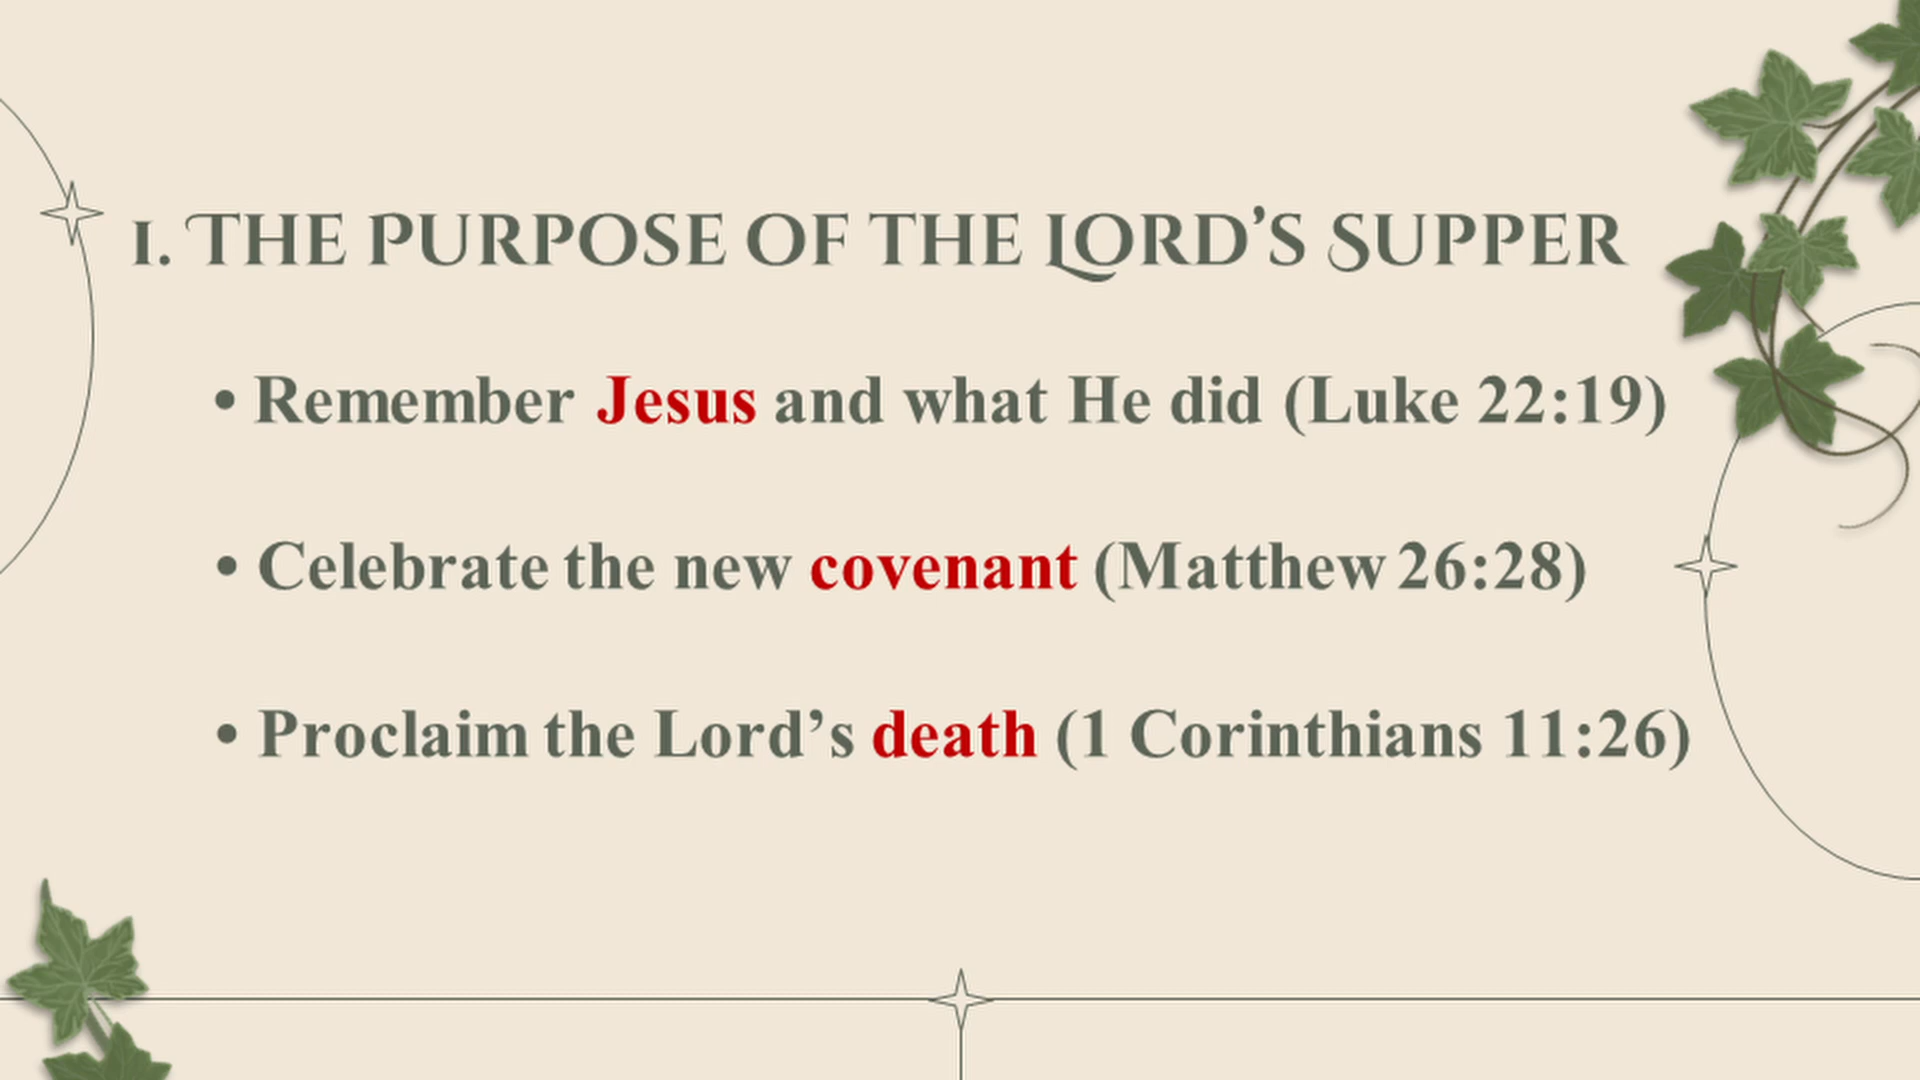 I. The Purpose of the Lord’s Supper
• Remember Jesus and what He did (Luke 22:19)
• Celebrate the new covenant (Matthew 26:28)
• Proclaim the Lord’s death (1 Corinthians 11:26)